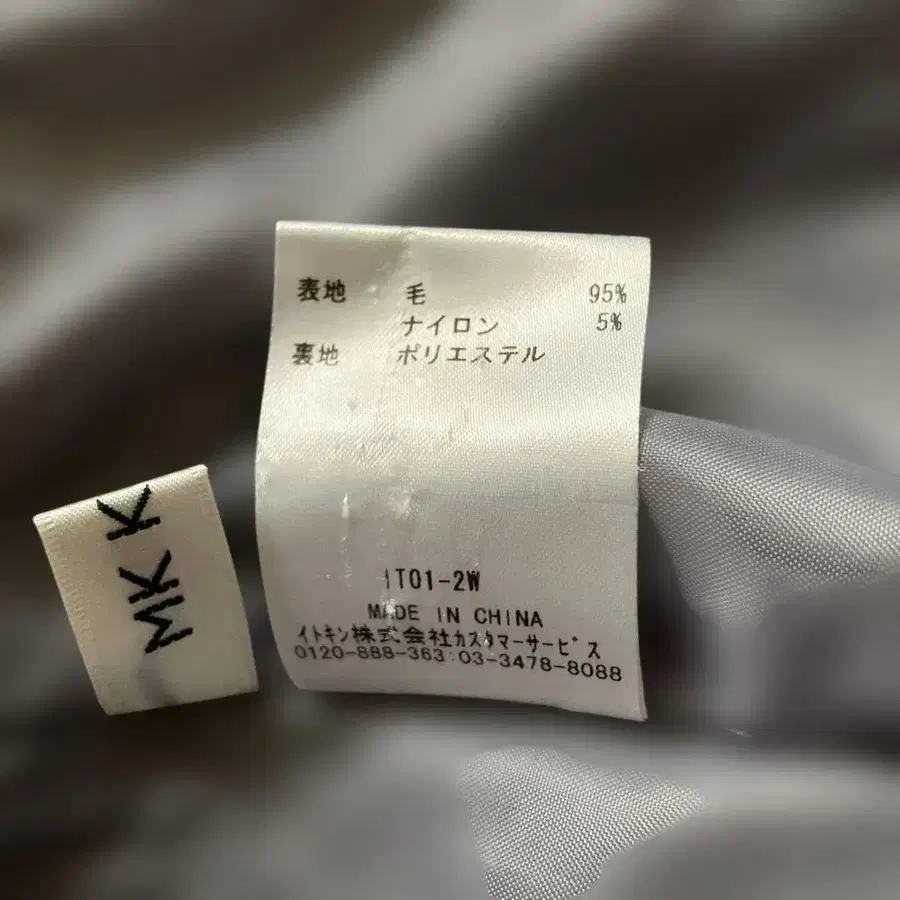 表地 毛 95%
ナイロン 5%
裏地 ポリエステル
IT01-2W
MADE IN CHINA
イトキン株式会社カスタマーサービス
0120-888-363:03-3478-8088
MK K